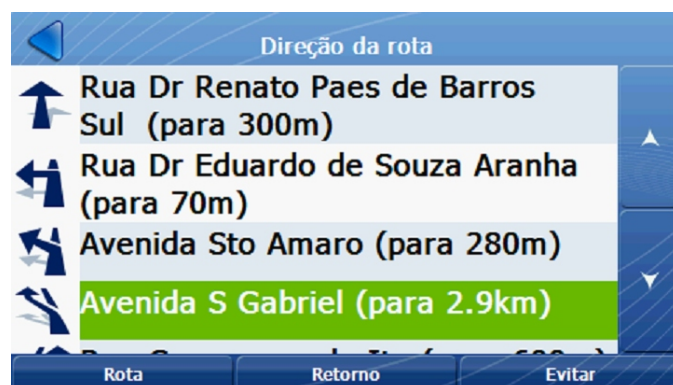 Direção da rota
Rua Dr Renato Paes de Barros
Sul (para 300m)
Rua Dr Eduardo de Souza Aranha
(para 70m)
Avenida Sto Amaro (para 280m)
Avenida S Gabriel (para 2.9km)
Rota
Retorno
Evitar